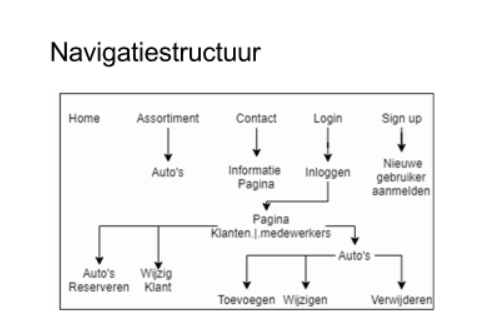 Navigatiestructuur
Home Assortiment Contact Login Sign up
Auto's
Informatie
Pagina
Inloggen
Nieuwe
gebruiker
aanmelden
Pagina
Klanten.|.medewerkers
Auto's
Reserveren
Wijzig
Klant
Auto's
Toevoegen Wijzigen Verwijderen